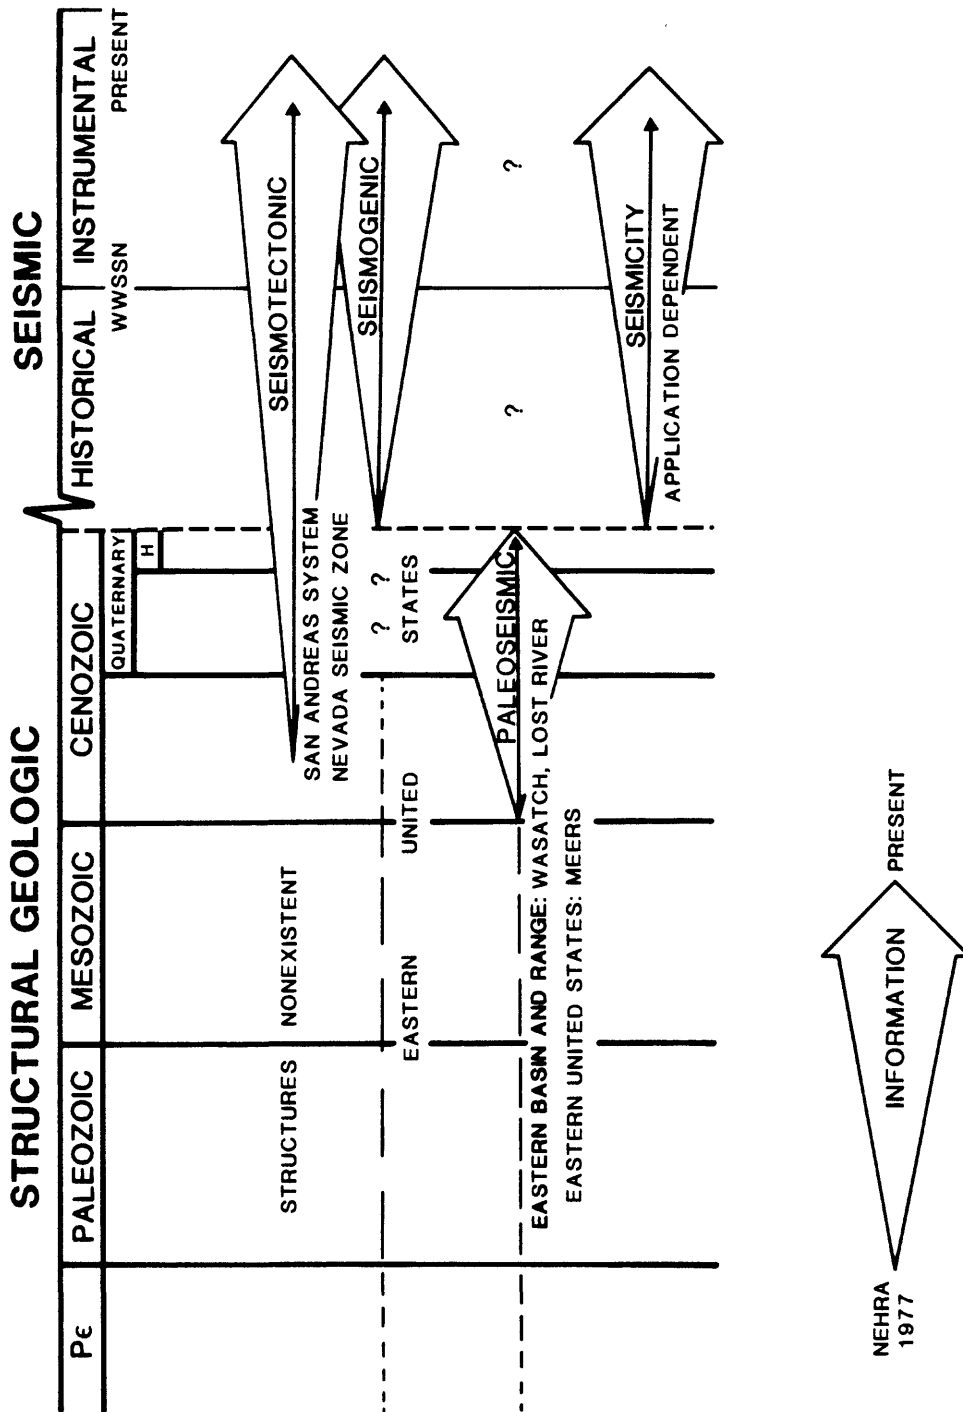 STRUCTURAL GEOLOGIC
SEISMIC
Pϵ
PALEOZOIC
MESOZOIC
CENOZOIC
HISTORICAL
INSTRUMENTAL
QUATERNARY
H
WWSSN
PRESENT
STRUCTURES
NONEXISTENT
SEISMOTECTONIC
SAN ANDREAS SYSTEM
NEVADA SEISMIC ZONE
SEISMOGENIC
? ?
EASTERN
UNITED
STATES
? ?
PALEOSEISMIC
EASTERN BASIN AND RANGE: WASATCH, LOST RIVER
EASTERN UNITED STATES: MEERS
SEISMICITY
APPLICATION DEPENDENT
NEHRA
1977
INFORMATION
PRESENT